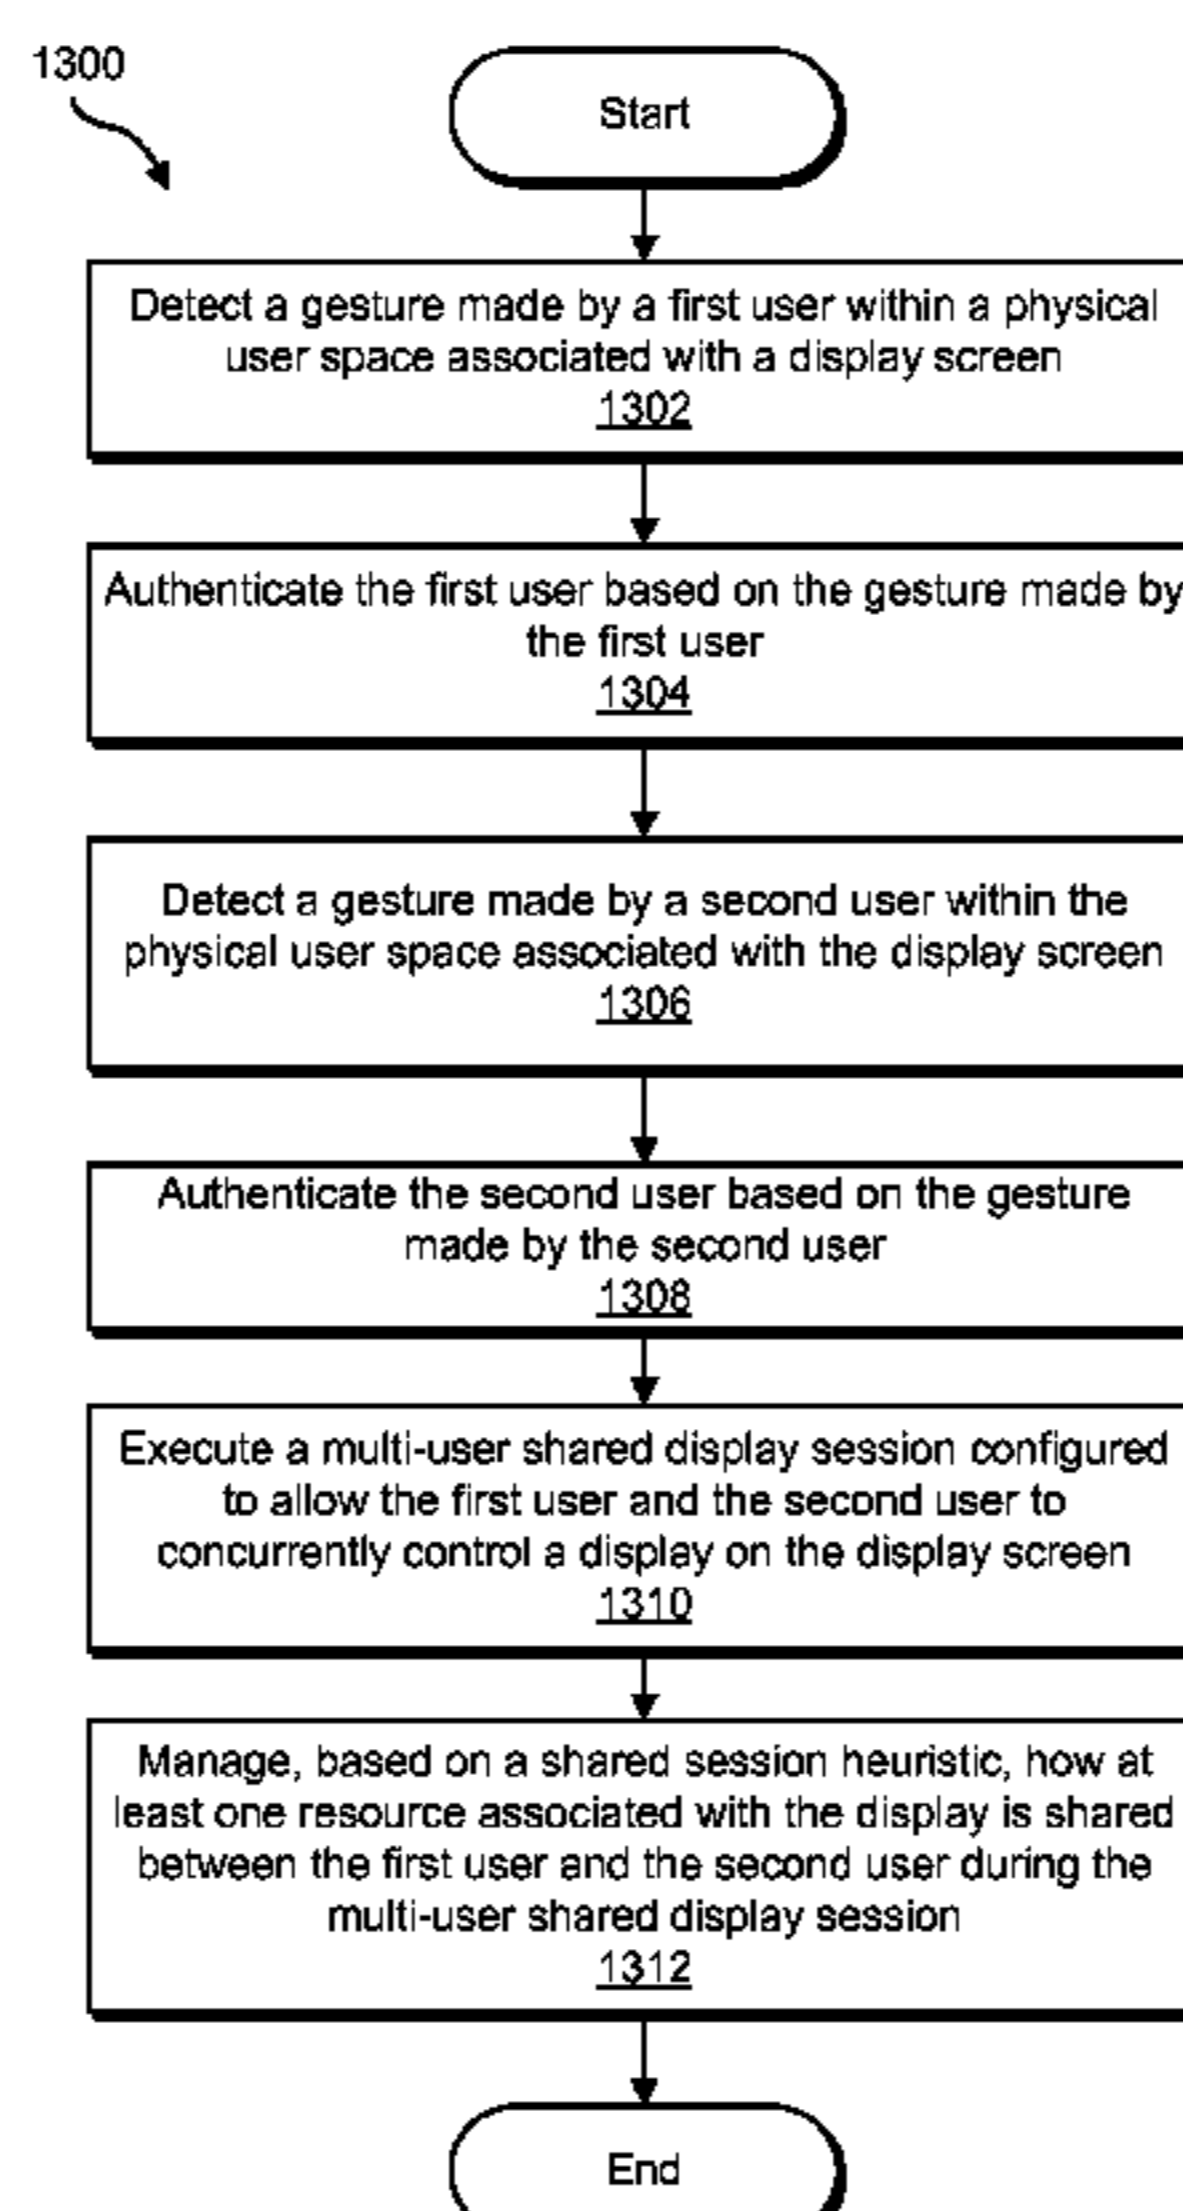 1300
Start
Detect a gesture made by a first user within a physical
user space associated with a display screen
1302
Authenticate the first user based on the gesture made by
the first user
1304
Detect a gesture made by a second user within the
physical user space associated with the display screen
1306
Authenticate the second user based on the gesture
made by the second user
1308
Execute a multi-user shared display session configured
to allow the first user and the second user to
concurrently control a display on the display screen
1310
Manage, based on a shared session heuristic, how at
least one resource associated with the display is shared
between the first user and the second user during the
multi-user shared display session
1312
End